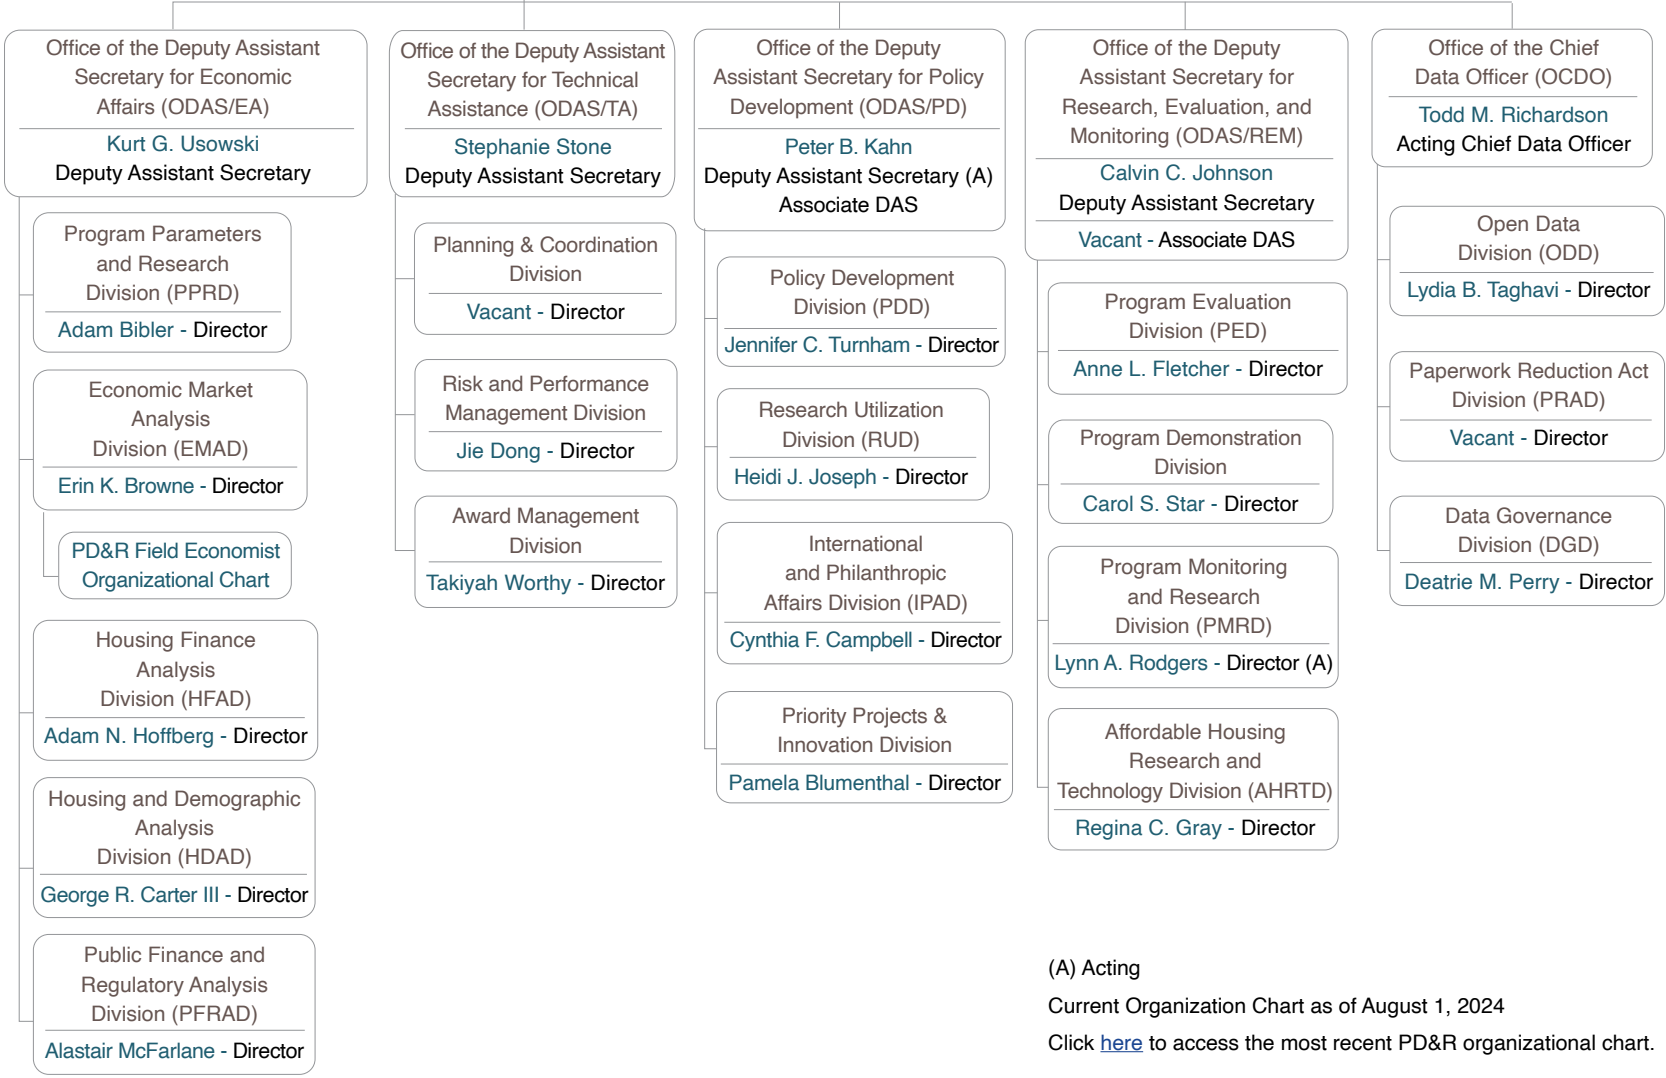 Office of the Deputy Assistant
Secretary for Economic
Affairs (ODAS/EA)
Kurt G. Usowski
Deputy Assistant Secretary
Program Parameters
and Research
Division (PPRD)
Adam Bibler - Director
Economic Market
Analysis
Division (EMAD)
Erin K. Browne - Director
PD&R Field Economist
Organizational Chart
Housing Finance
Analysis
Division (HFAD)
Adam N. Hoffberg - Director
Housing and Demographic
Analysis
Division (HDAD)
George R. Carter III - Director
Public Finance and
Regulatory Analysis
Division (PFRAD)
Alastair McFarlane - Director
Office of the Deputy Assistant
Secretary for Technical
Assistance (ODAS/TA)
Stephanie Stone
Deputy Assistant Secretary
Planning & Coordination
Division
Vacant - Director
Risk and Performance
Management Division
Jie Dong - Director
Award Management
Division
Takiyah Worthy - Director
Office of the Deputy
Assistant Secretary for Policy
Development (ODAS/PD)
Peter B. Kahn
Deputy Assistant Secretary (A)
Associate DAS
Policy Development
Division (PDD)
Jennifer C. Turnham - Director
Research Utilization
Division (RUD)
Heidi J. Joseph - Director
International
and Philanthropic
Affairs Division (IPAD)
Cynthia F. Campbell - Director
Priority Projects &
Innovation Division
Pamela Blumenthal - Director
Office of the Deputy
Assistant Secretary for
Research, Evaluation, and
Monitoring (ODAS/REM)
Calvin C. Johnson
Deputy Assistant Secretary
Vacant - Associate DAS
Program Evaluation
Division (PED)
Anne L. Fletcher - Director
Program Demonstration
Division
Carol S. Star - Director
Program Monitoring
and Research
Division (PMRD)
Lynn A. Rodgers - Director (A)
Affordable Housing
Research and
Technology Division (AHRTD)
Regina C. Gray - Director
Office of the Chief
Data Officer (OCDO)
Todd M. Richardson
Acting Chief Data Officer
Open Data
Division (ODD)
Lydia B. Taghavi - Director
Paperwork Reduction Act
Division (PRAD)
Vacant - Director
Data Governance
Division (DGD)
Deatrie M. Perry - Director
(A) Acting
Current Organization Chart as of August 1, 2024
Click here to access the most recent PD&R organizational chart.